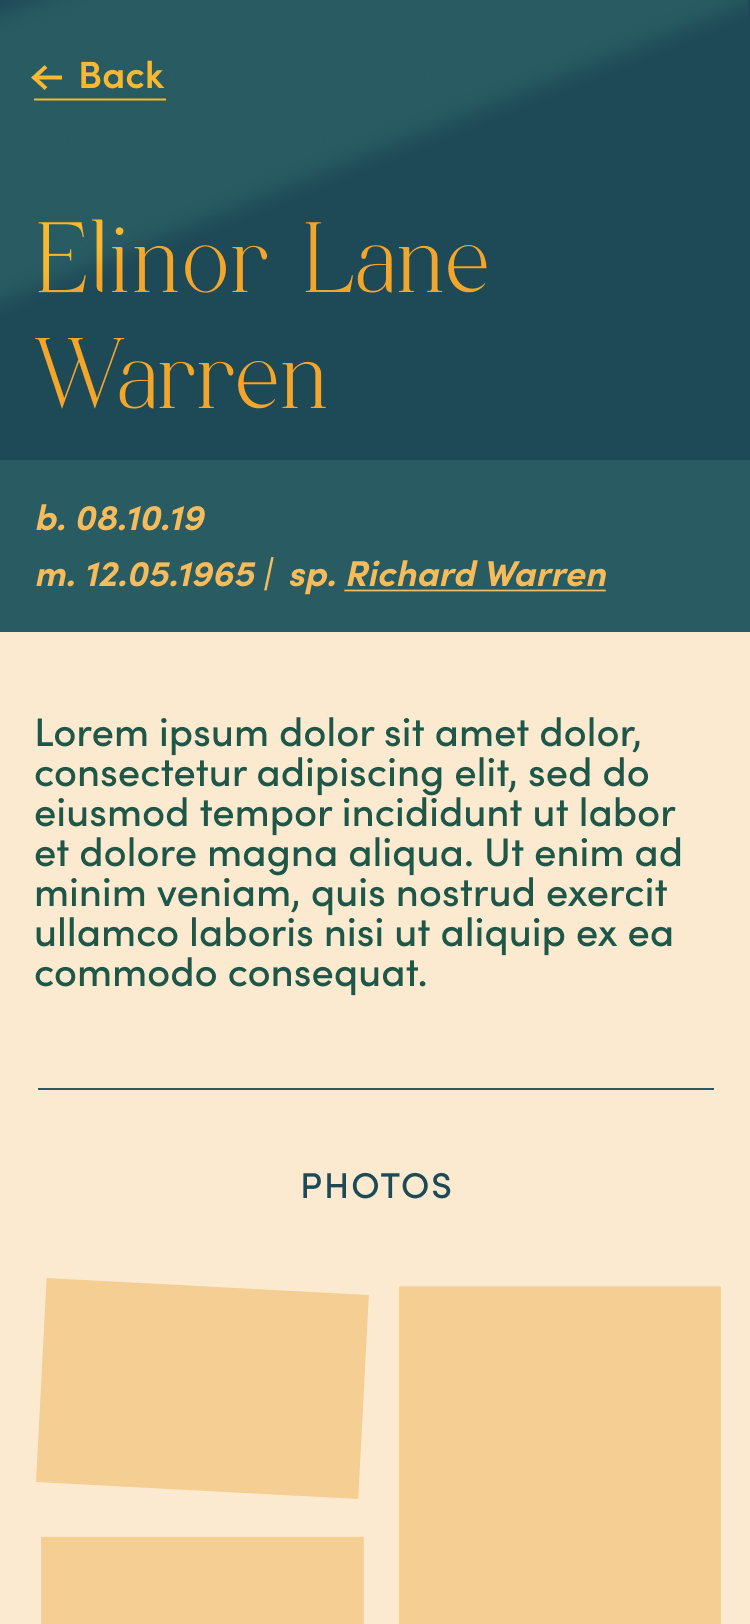 ← Back
Elinor Lane
Warren
b. 08.10.19
m. 12.05.1965 | sp. Richard Warren
Lorem ipsum dolor sit amet dolor,
consectetur adipiscing elit, sed do
eiusmod tempor incididunt ut labor
et dolore magna aliqua. Ut enim ad
minim veniam, quis nostrud exercit
ullamco laboris nisi ut aliquip ex ea
commodo consequat.
PHOTOS